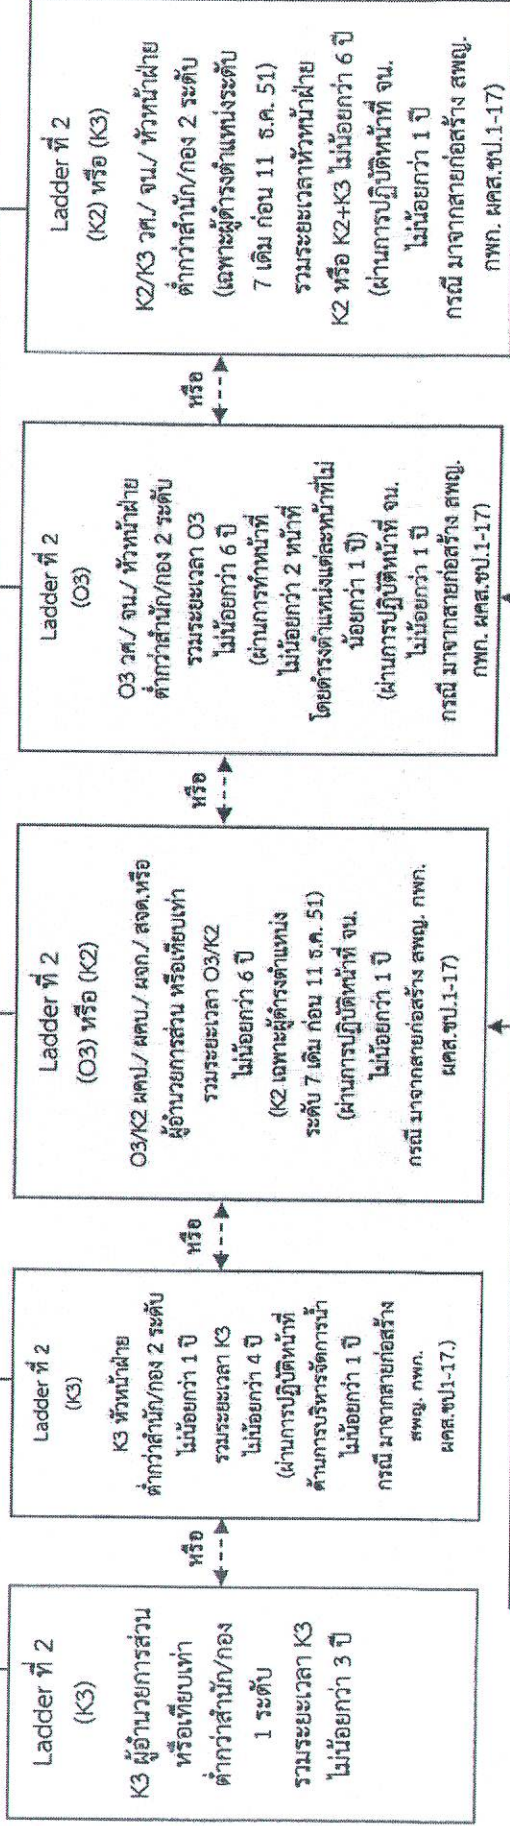 Ladder ที่ 2
(K3)
K3 ผู้อำนวยการส่วน
หรือเทียบเท่า
ต่ำกว่าสำนัก/กอง
1 ระดับ
รวมระยะเวลา K3
ไม่น้อยกว่า 3 ปี
หรือ
Ladder ที่ 2
(K3)
K3 หัวหน้าฝ่าย
ต่ำกว่าสำนัก/กอง 2 ระดับ
ไม่น้อยกว่า 1 ปี
รวมระยะเวลา K3
ไม่น้อยกว่า 4 ปี
(ผ่านการปฏิบัติหน้าที่
ด้านการบริหารจัดการน้ำ
ไม่น้อยกว่า 1 ปี
กรณี มาจากสายก่อสร้าง
สพญ. กพก.
ผคส.ชป1-17.)
หรือ
Ladder ที่ 2
(O3) หรือ (K2)
O3/K2 ผคป./ ผคบ./ ผจก./ สจด.หรือ
ผู้อำนวยการส่วน หรือเทียบเท่า
รวมระยะเวลา O3/K2
ไม่น้อยกว่า 6 ปี
(K2 เฉพาะผู้ดำรงตำแหน่ง
ระดับ 7 เดิม ก่อน 11 ธ.ค. 51)
(ผ่านการปฏิบัติหน้าที่ จน.
ไม่น้อยกว่า 1 ปี
กรณี มาจากสายก่อสร้าง สพญ. กพก.
ผคส.ชป.1-17)
หรือ
Ladder ที่ 2
(O3)
O3 วศ./ จน./ หัวหน้าฝ่าย
ต่ำกว่าสำนัก/กอง 2 ระดับ
รวมระยะเวลา O3
ไม่น้อยกว่า 6 ปี
(ผ่านการทำหน้าที่
ไม่น้อยกว่า 2 หน้าที่
โดยดำรงตำแหน่งแต่ละหน้าที่ไม่
น้อยกว่า 1 ปี)
(ผ่านการปฏิบัติหน้าที่ จน.
ไม่น้อยกว่า 1 ปี
กรณี มาจากสายก่อสร้าง สพญ.
กพก. ผคส.ชป.1-17)
หรือ
Ladder ที่ 2
(K2) หรือ (K3)
K2/K3 วศ./ จน./ หัวหน้าฝ่าย
ต่ำกว่าสำนัก/กอง 2 ระดับ
(เฉพาะผู้ดำรงตำแหน่งระดับ
7 เดิม ก่อน 11 ธ.ค. 51)
รวมระยะเวลาหัวหน้าฝ่าย
K2 หรือ K2+K3 ไม่น้อยกว่า 6 ปี
(ผ่านการปฏิบัติหน้าที่ จน.
ไม่น้อยกว่า 1 ปี
กรณี มาจากสายก่อสร้าง สพญ.
กพก. ผคส.ชป.1-17)